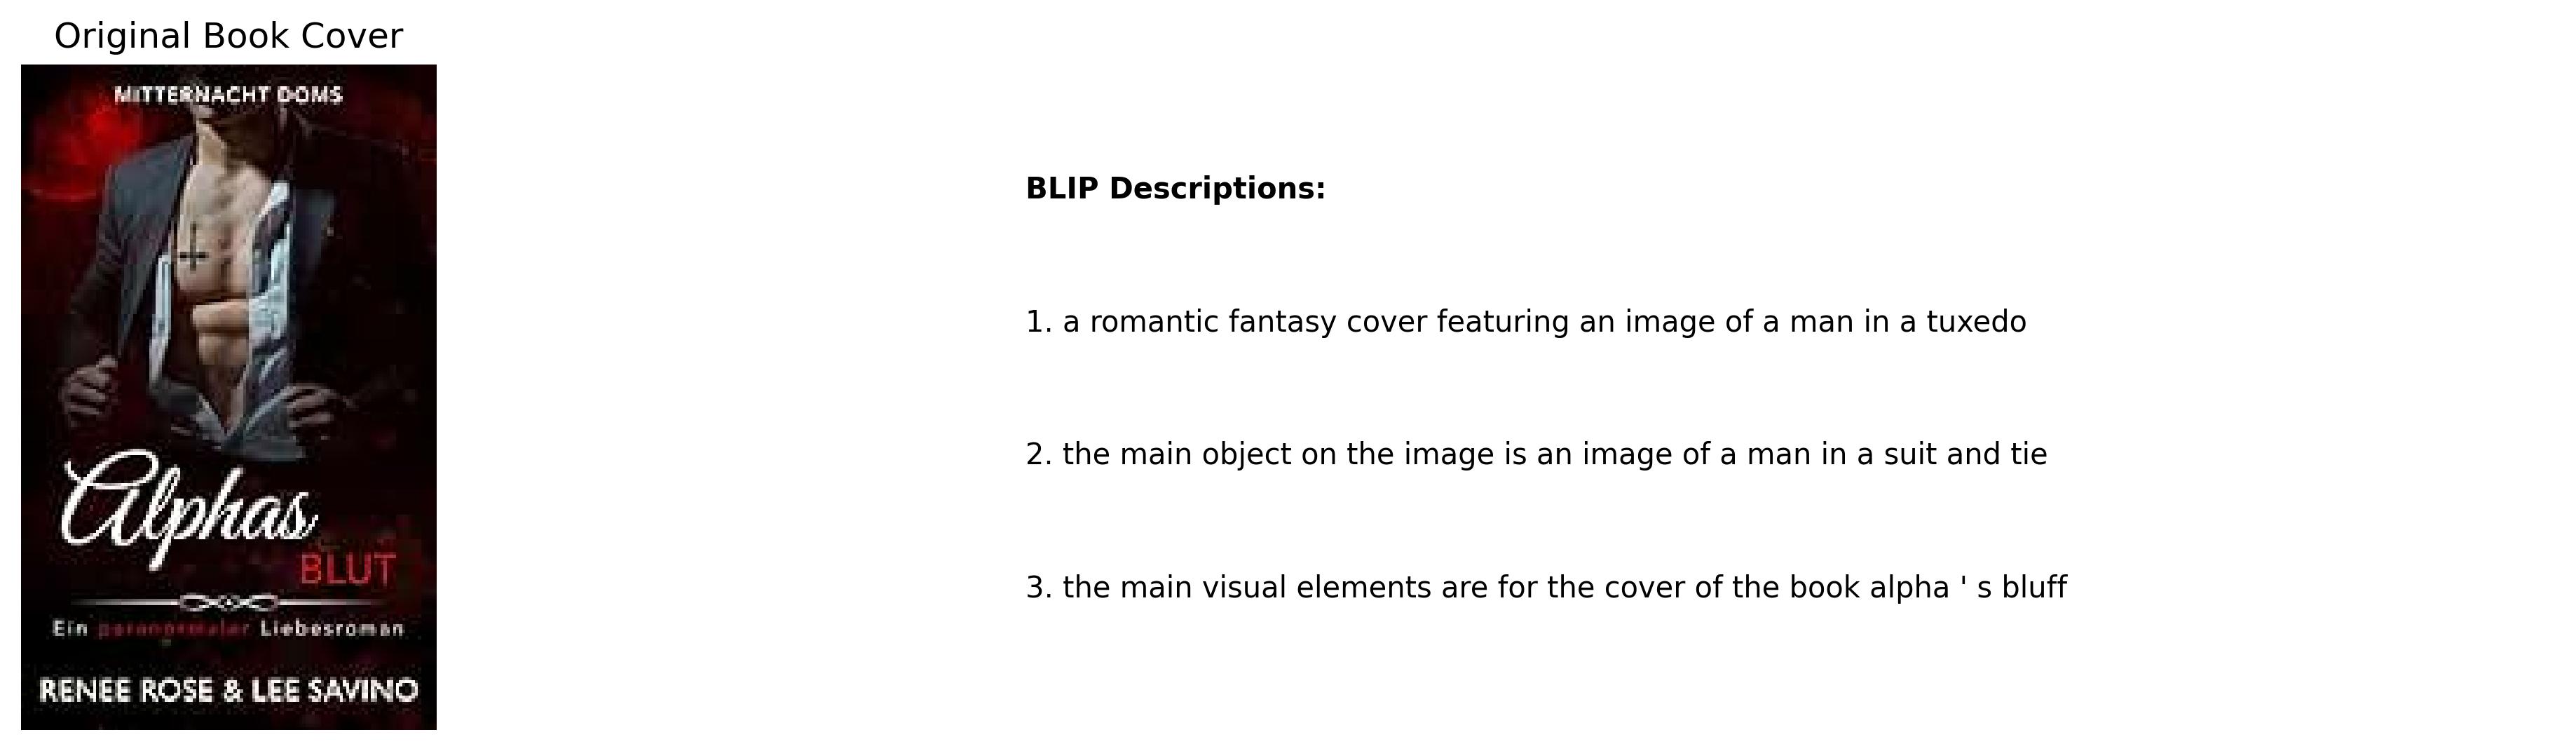 Original Book Cover
MITTERNACHT DOMS
Alphas
BLUT
Ein paranormaler Liebesroman
RENEE ROSE & LEE SAVINO
BLIP Descriptions:
1. a romantic fantasy cover featuring an image of a man in a tuxedo
2. the main object on the image is an image of a man in a suit and tie
3. the main visual elements are for the cover of the book alpha ' s bluff